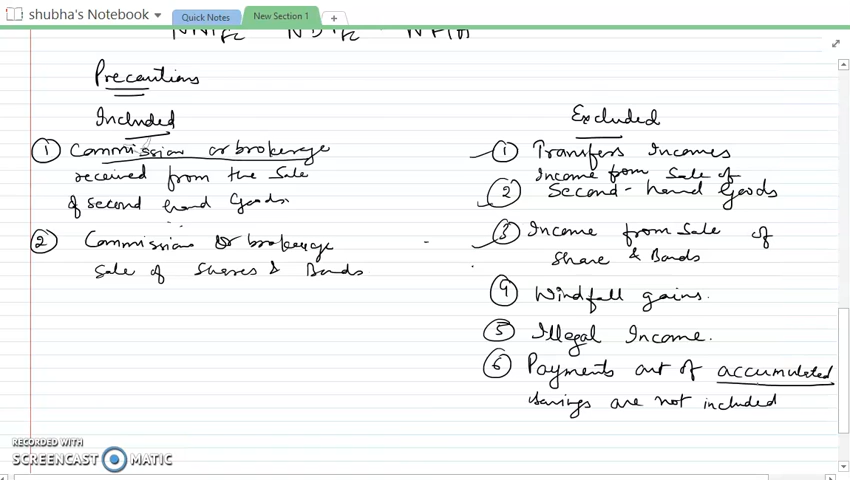 shubha's Notebook
Quick Notes
New Section 1
+
Precautions
Included
① Commission or brokerage
received from the Sale
of Second hand Goods
② Commission or brokerage
Sale of Shares & Bonds
Excluded
① Transfers Incomes
Income from Sale of
② Second-hand Goods
③ Income from Sale of
Share & Bonds
④ Windfall gains.
⑤ Illegal Income.
⑥ Payments out of accumulated
savings are not included
RECORDED WITH
SCREENCAST MATIC